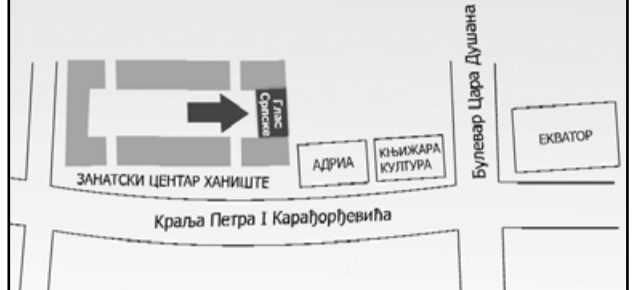 Булевар Цара Душана
Глас
Српске
ЕКВАТОР
АДРИА
КЊИЖАРА
КУЛТУРА
ЗАНАТСКИ ЦЕНТАР ХАНИШТЕ
Краља Петра I Карађорђевића